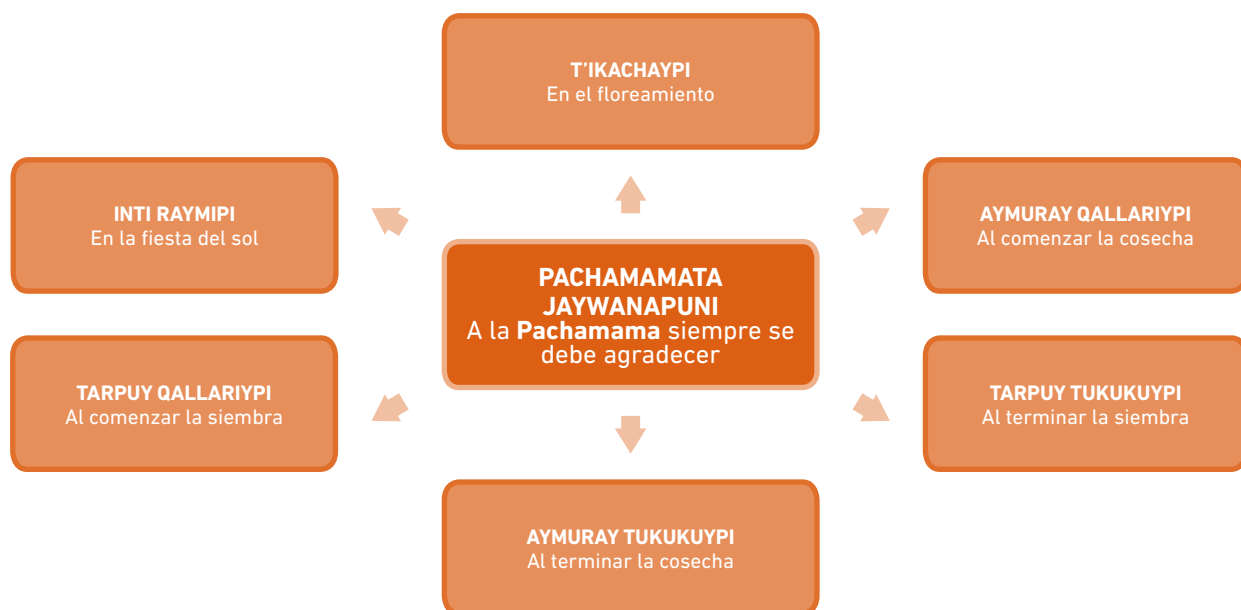 T'IKACHAYPI
En el floreamiento
INTI RAYMIPI
En la fiesta del sol
AYMURAY QALLARIYPI
Al comenzar la cosecha
PACHAMAMATA
JAYWANAPUNI
A la Pachamama siempre se
debe agradecer
TARPUY QALLARIYPI
Al comenzar la siembra
TARPUY TUKUKUYPI
Al terminar la siembra
AYMURAY TUKUKUYPI
Al terminar la cosecha